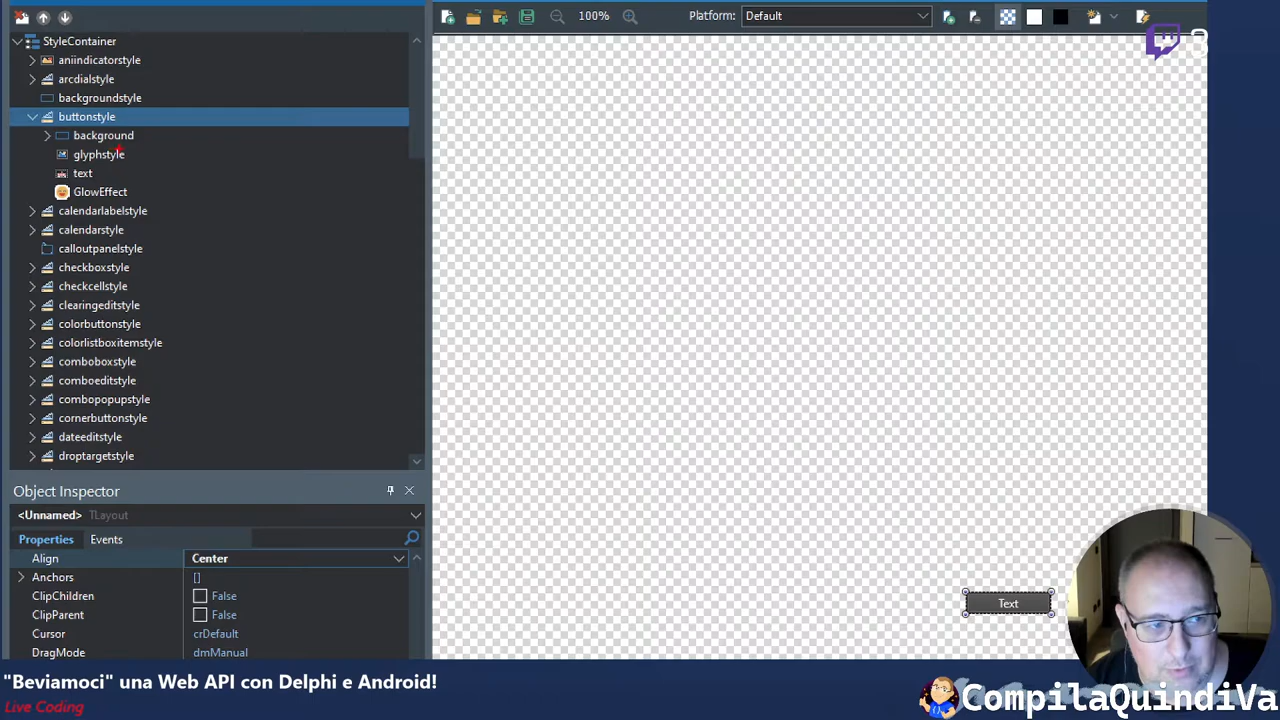 100%
Platform:
Default
StyleContainer
aniindicatorstyle
arcdialstyle
backgroundstyle
buttonstyle
background
glyphstyle
text
GlowEffect
calendarlabelstyle
calendarstyle
calloutpanelstyle
checkboxstyle
checkcellstyle
clearingeditstyle
colorbuttonstyle
colorlistboxitemstyle
comboboxstyle
comboeditstyle
combopopupstyle
cornerbuttonstyle
dateeditstyle
droptargetstyle
Object Inspector
<Unnamed> TLayout
Properties Events
Align Center
Anchors []
ClipChildren False
ClipParent False
Cursor crDefault
DragMode dmManual
Text
"Beviamoci" una Web API con Delphi e Android!
Live Coding
CompilaQuindiVa